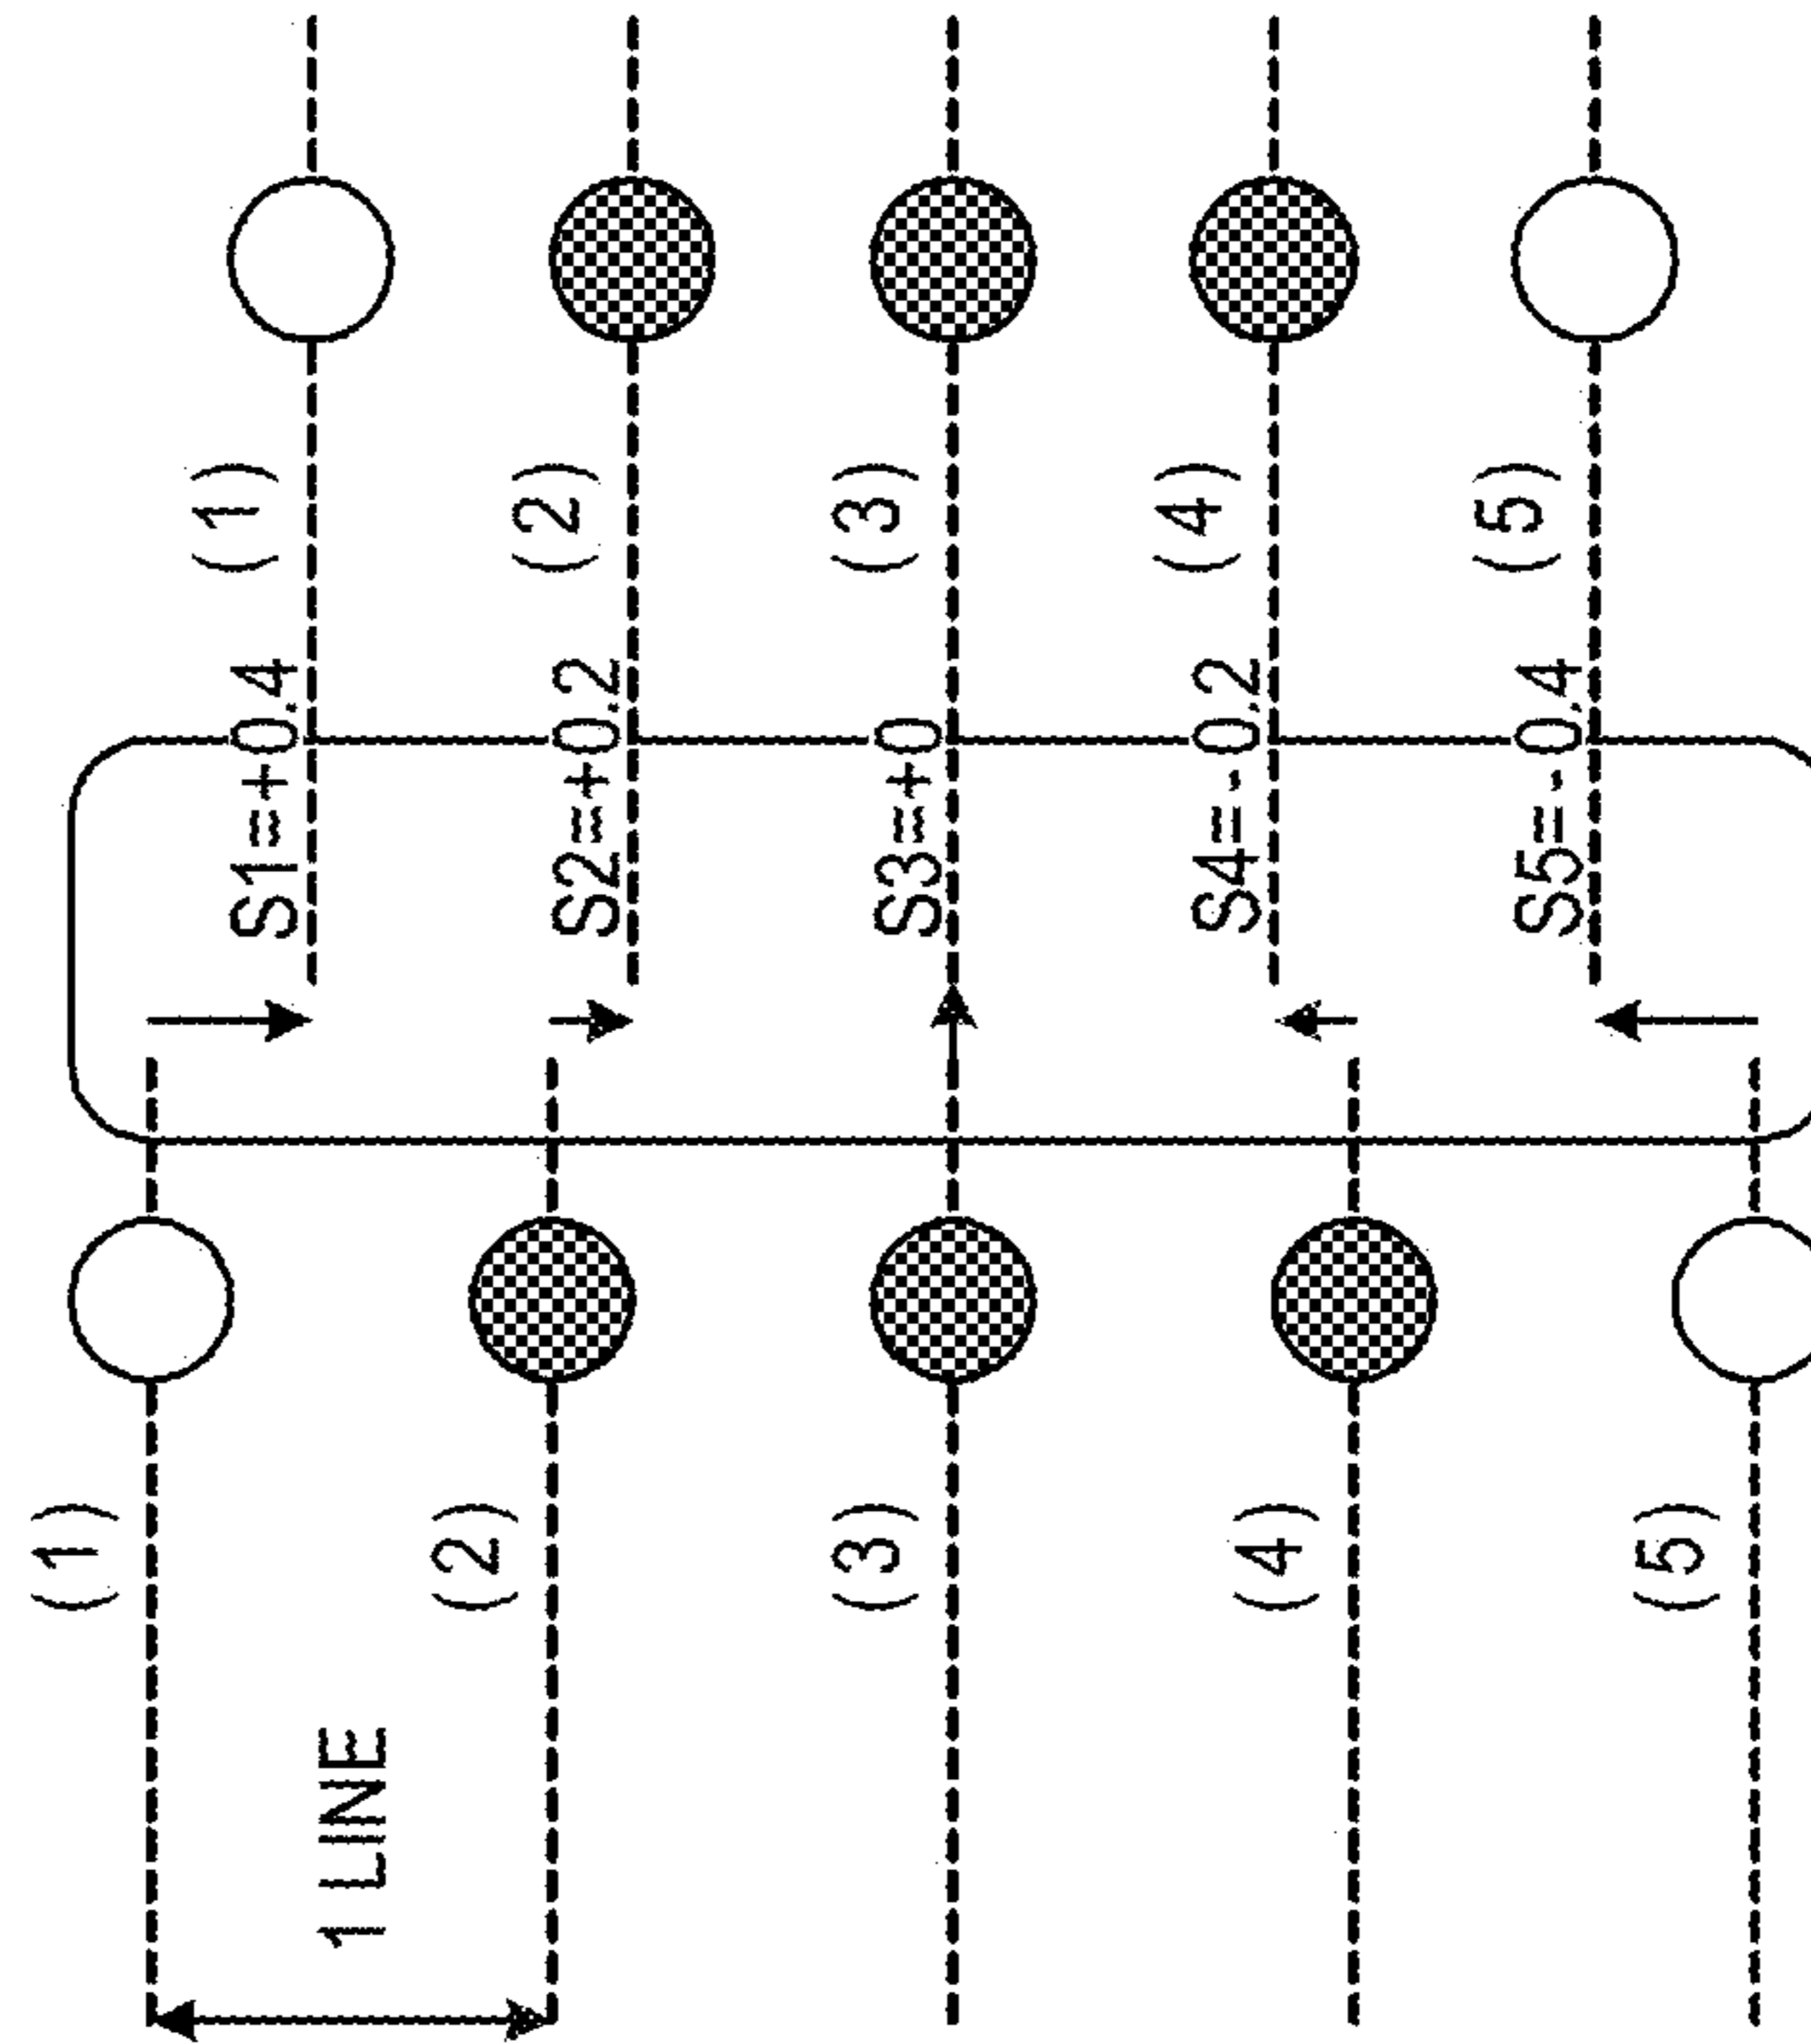 (1)
(2)
(3)
(4)
(5)
S1=+0.4
S2=+0.2
S3=+0
S4=-0.2
S5=-0.4
(1)
(2)
(3)
(4)
(5)
1 LINE